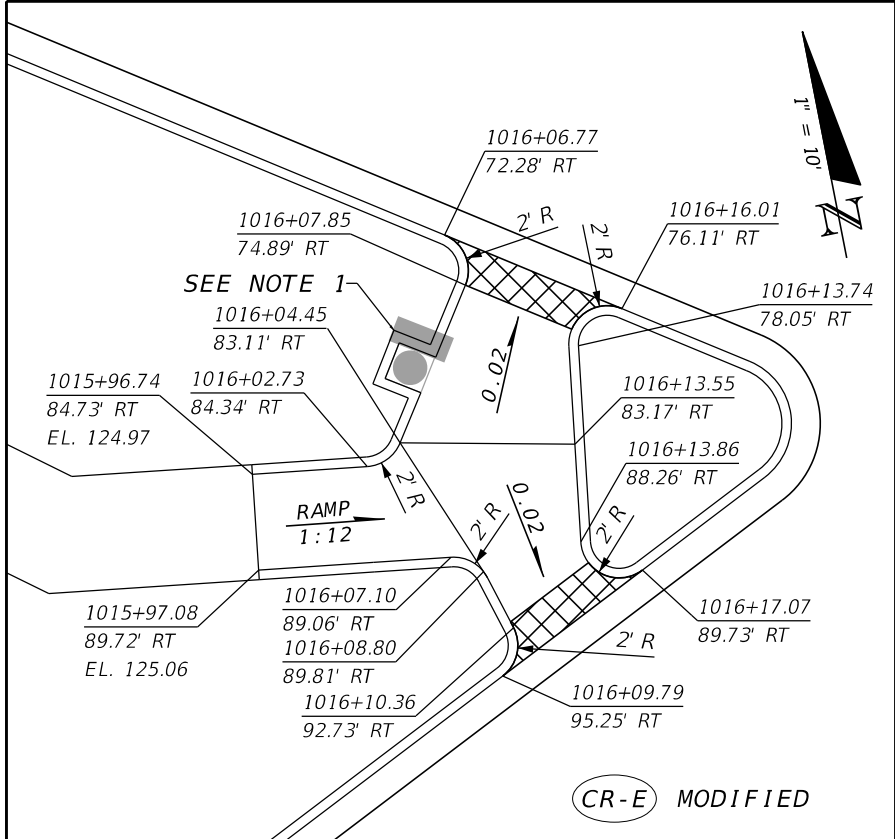 1" = 10'
N
1016+06.77
72.28' RT
2' R
2' R
1016+16.01
76.11' RT
1016+07.85
74.89' RT
SEE NOTE 1
1016+13.74
78.05' RT
1016+04.45
83.11' RT
0.02
1015+96.74
84.73' RT
EL. 124.97
1016+02.73
84.34' RT
1016+13.55
83.17' RT
1016+13.86
88.26' RT
2' R
RAMP
1:12
2' R
0.02
2' R
1015+97.08
89.72' RT
EL. 125.06
1016+07.10
89.06' RT
1016+08.80
89.81' RT
1016+17.07
89.73' RT
2' R
1016+10.36
92.73' RT
1016+09.79
95.25' RT
CR-E MODIFIED